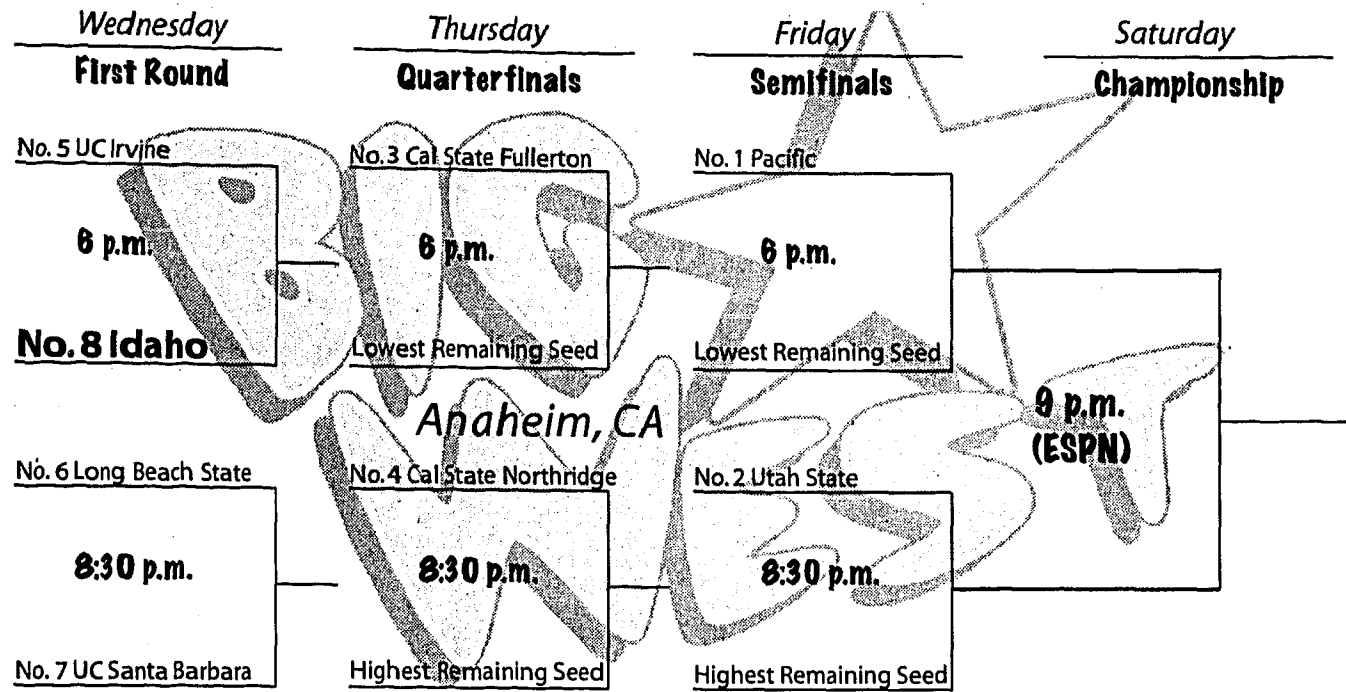 Wednesday
First Round
No. 5 UC Irvine
6 p.m.
No. 8 Idaho
No. 6 Long Beach State
8:30 p.m.
No. 7 UC Santa Barbara
Thursday
Quarterfinals
No. 3 Cal State Fullerton
6 p.m.
Lowest Remaining Seed
Anaheim, CA
No. 4 Cal State Northridge
8:30 p.m.
Highest Remaining Seed
Friday
Semifinals
No. 1 Pacific
6 p.m.
Lowest Remaining Seed
No. 2 Utah State
8:30 p.m.
Highest Remaining Seed
Saturday
Championship
9 p.m.
(ESPN)
BIG
WEST